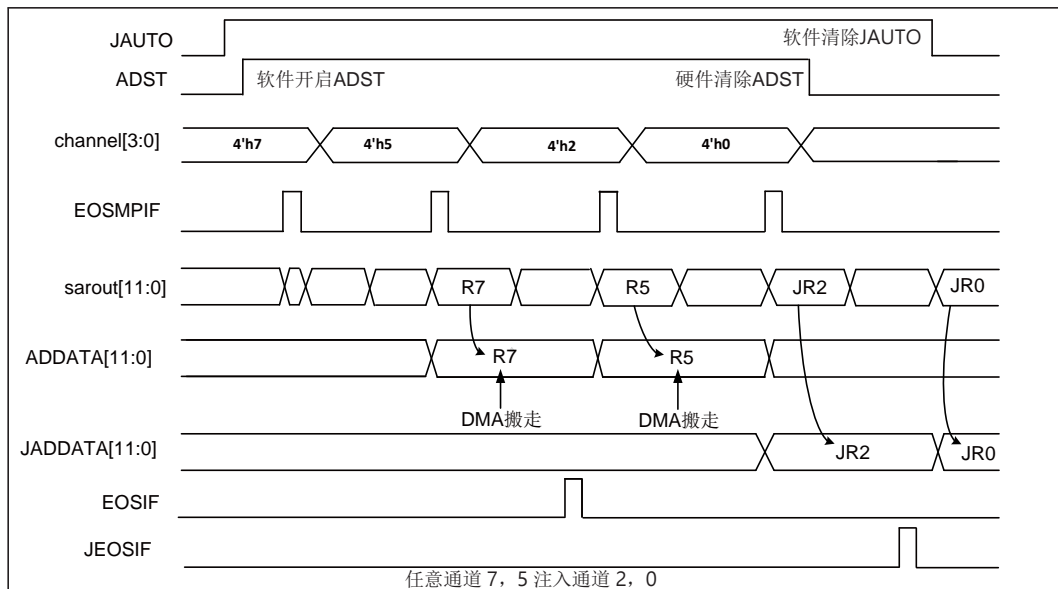 JAUTO
软件清除JAUTO
ADST
软件开启ADST
硬件清除ADST
channel[3:0]
4'h7
4'h5
4'h2
4'h0
EOSMPIF
sarout[11:0]
R7
R5
JR2
JR0
ADDATA[11:0]
R7
R5
DMA搬走
DMA搬走
JADDATA[11:0]
JR2
JR0
EOSIF
JEOSIF
任意通道 7，5 注入通道 2，0